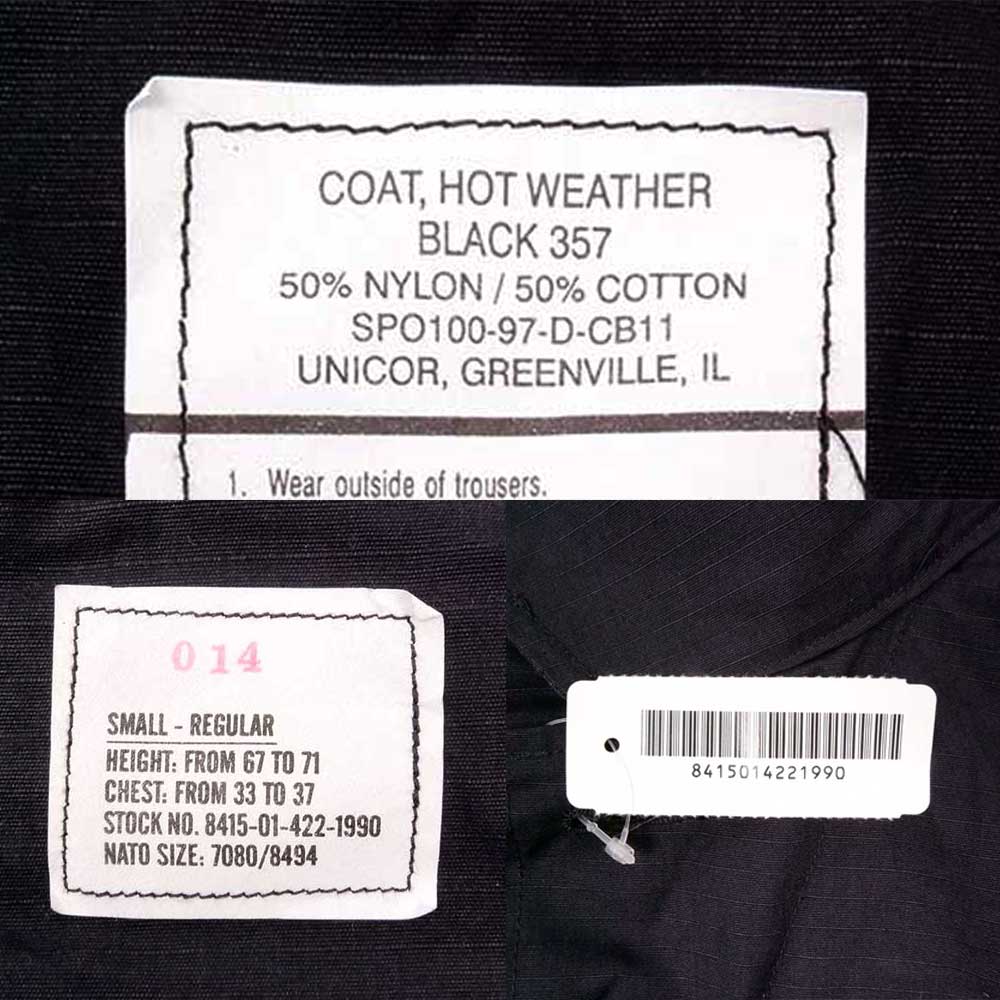 COAT, HOT WEATHER
BLACK 357
50% NYLON / 50% COTTON
SPO100-97-D-CB11
UNICOR, GREENVILLE, IL
1. Wear outside of trousers.
014
SMALL - REGULAR
HEIGHT: FROM 67 TO 71
CHEST: FROM 33 TO 37
STOCK NO. 8415-01-422-1990
NATO SIZE: 7080/8494
8415014221990